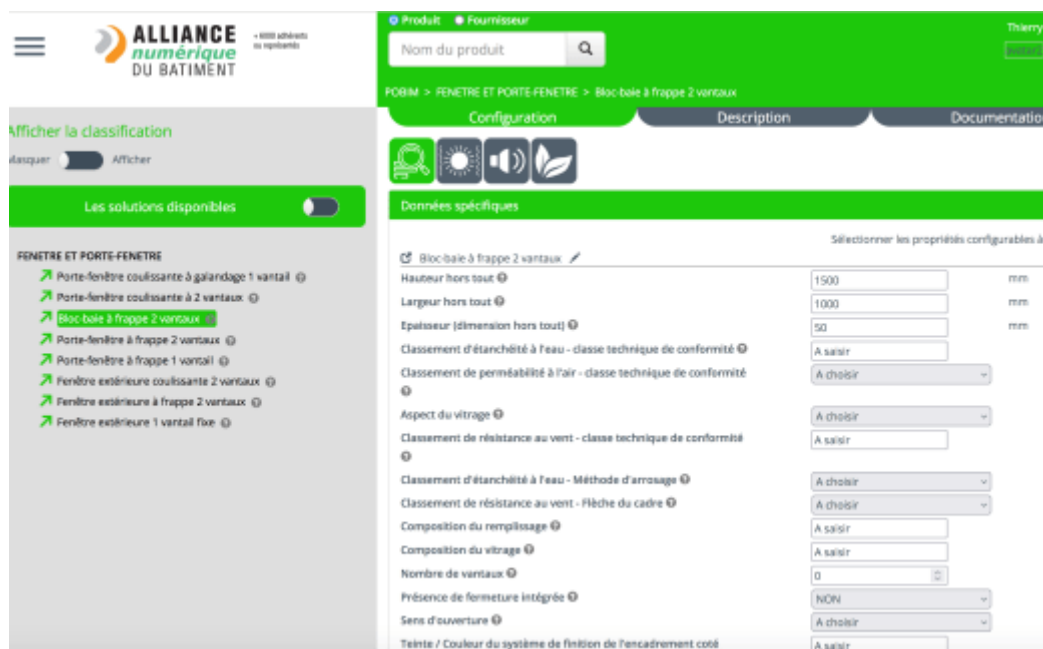 ALLIANCE
numérique
DU BATIMENT
+ 6000 adhérents
ou représentés
Produit
Fournisseur
Nom du produit
Thierry
POBIM > FENETRE ET PORTE-FENETRE > Bloc-baie à frappe 2 vantaux
Configuration
Description
Documentatio
Afficher la classification
Masquer
Afficher
Les solutions disponibles
FENETRE ET PORTE-FENETRE
Porte-fenêtre coulissante à galandage 1 vantail
Porte-fenêtre coulissante à 2 vantaux
Bloc-baie à frappe 2 vantaux
Porte-fenêtre à frappe 2 vantaux
Porte-fenêtre à frappe 1 vantail
Fenêtre extérieure coulissante 2 vantaux
Fenêtre extérieure à frappe 2 vantaux
Fenêtre extérieure 1 vantail fixe
Données spécifiques
Sélectionner les propriétés configurables à
Bloc-baie à frappe 2 vantaux
Hauteur hors tout 1500 mm
Largeur hors tout 1000 mm
Epaisseur (dimension hors tout) 50 mm
Classement d'étanchéité à l'eau - classe technique de conformité A saisir
Classement de perméabilité à l'air - classe technique de conformité A choisir
Aspect du vitrage A choisir
Classement de résistance au vent - classe technique de conformité A saisir
Classement d'étanchéité à l'eau - Méthode d'arrosage A choisir
Classement de résistance au vent - Flèche du cadre A choisir
Composition du remplissage A saisir
Composition du vitrage A saisir
Nombre de vantaux 0
Présence de fermeture intégrée NON
Sens d'ouverture A choisir
Teinte / Couleur du système de finition de l'encadrement coté A saisir